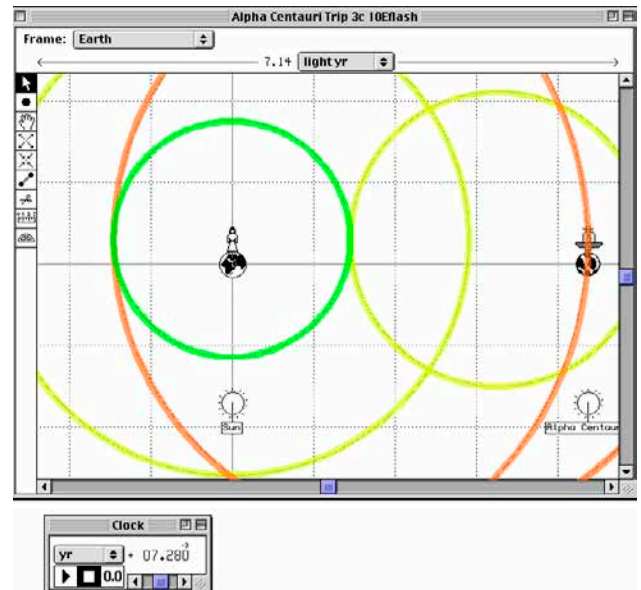 Alpha Centauri Trip 3c 10Eflash
Frame: Earth
7.14 light yr
Sun
Alpha Centaur
Clock
yr + 07.280
0.0